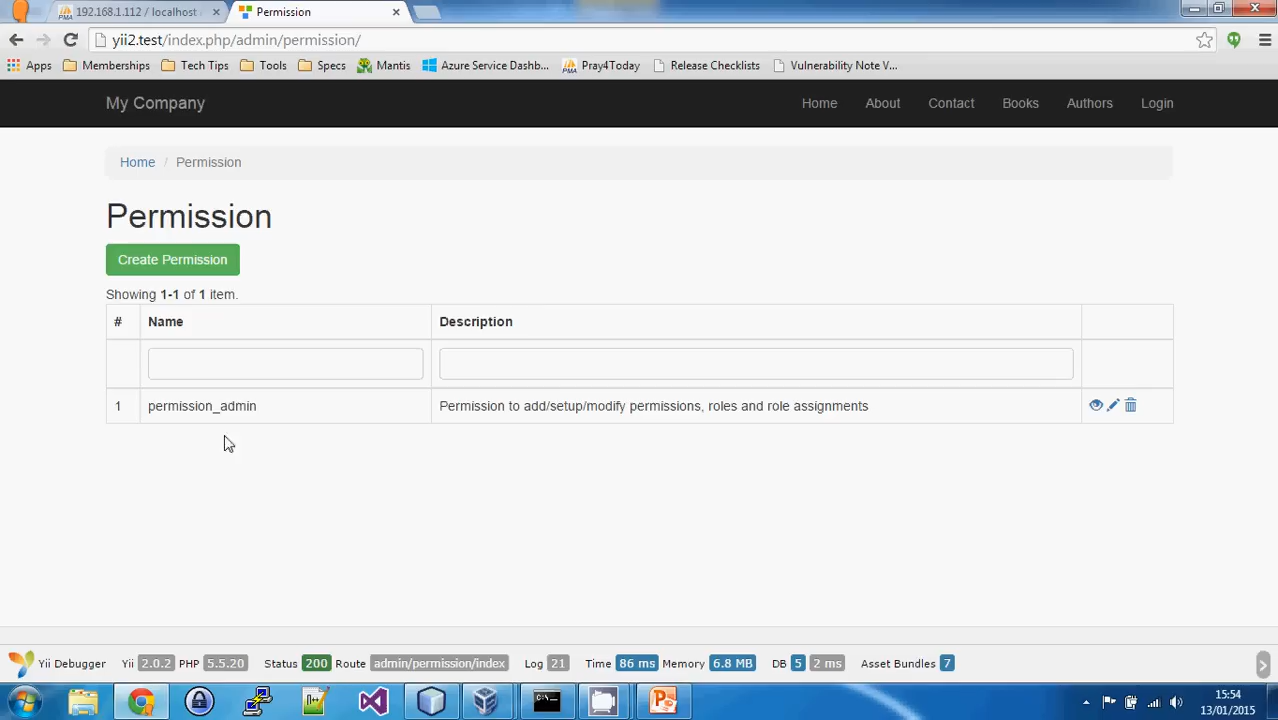 192.168.1.112 / localhost
Permission
yii2.test/index.php/admin/permission/
Apps Memberships Tech Tips Tools Specs Mantis Azure Service Dashb... Pray4Today Release Checklists Vulnerability Note V...
My Company Home About Contact Books Authors Login
Home / Permission
Permission
Create Permission
Showing 1-1 of 1 item.
# Name Description
1 permission_admin Permission to add/setup/modify permissions, roles and role assignments
Yii Debugger Yii 2.0.2 PHP 5.5.20 Status 200 Route admin/permission/index Log 21 Time 86 ms Memory 6.8 MB DB 5 2 ms Asset Bundles 7
15:54
13/01/2015